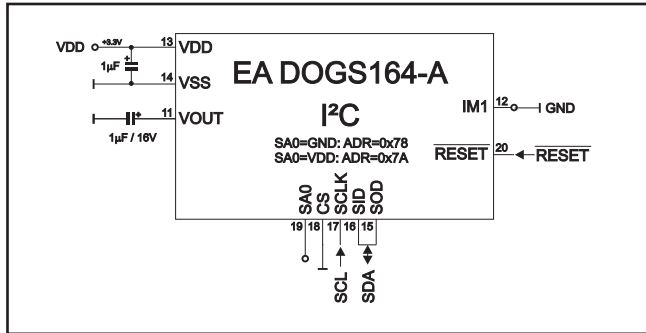 VDD +3.3V 13 VDD
1µF
14 VSS
11 VOUT
1µF / 16V
EA DOGS164-A
I²C
SA0=GND: ADR=0x78
SA0=VDD: ADR=0x7A
IM1 12 GND
RESET 20 RESET
SA0
CS
SCLK
SID
SOD
19 18 17 16 15
SCL
SDA